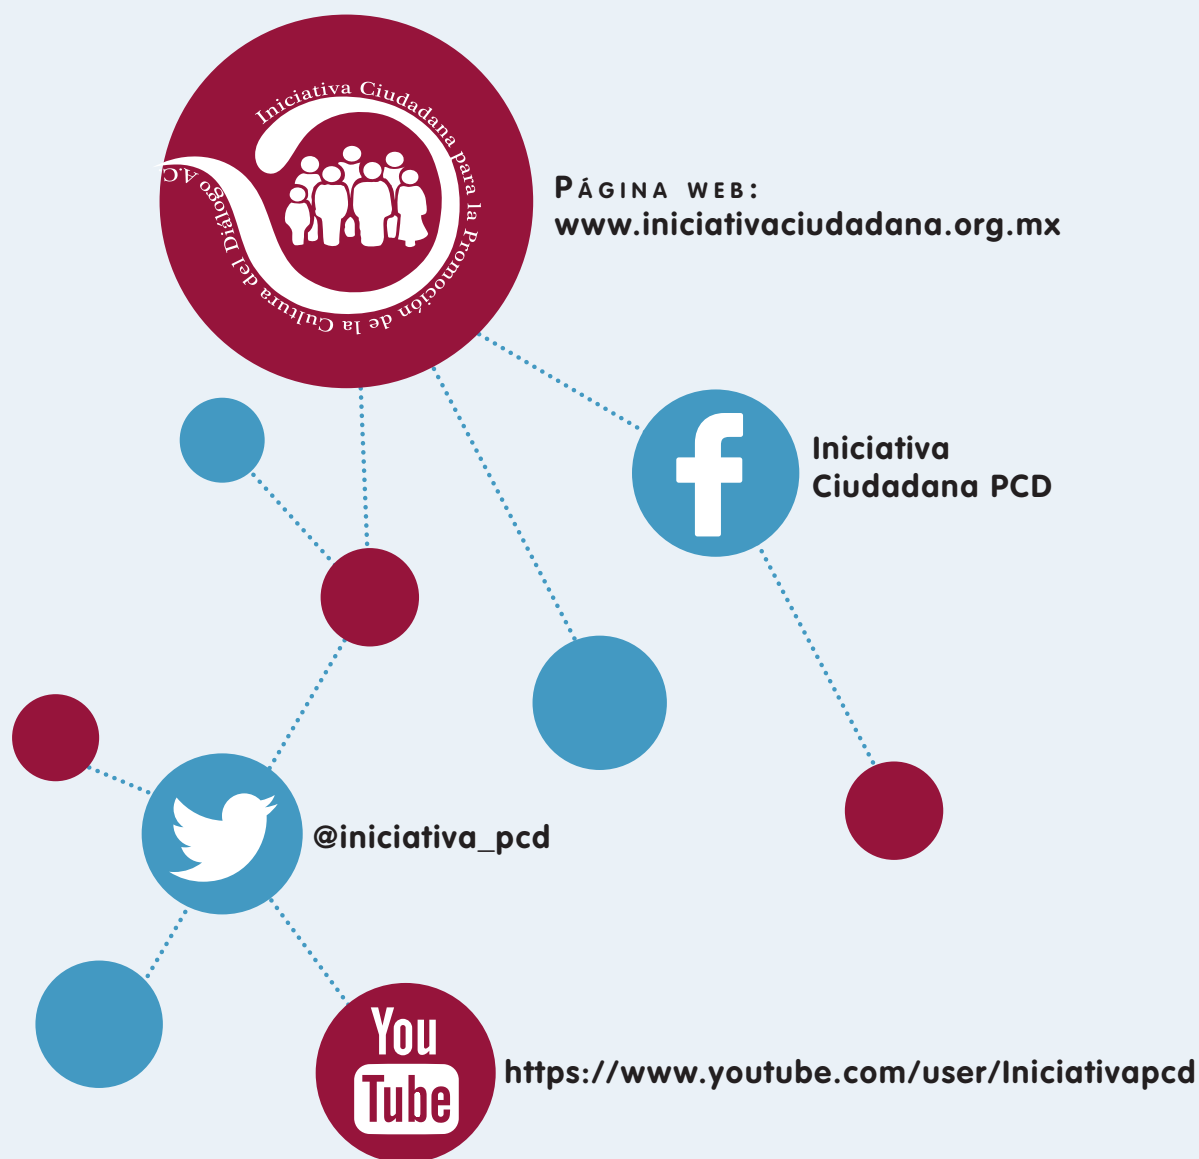 Iniciativa Ciudadana para la Promoción de la Cultura del Diálogo A.C.
PÁGINA WEB:
www.iniciativaciudadana.org.mx
Iniciativa
Ciudadana PCD
@iniciativa_pcd
You
Tube
https://www.youtube.com/user/Iniciativapcd